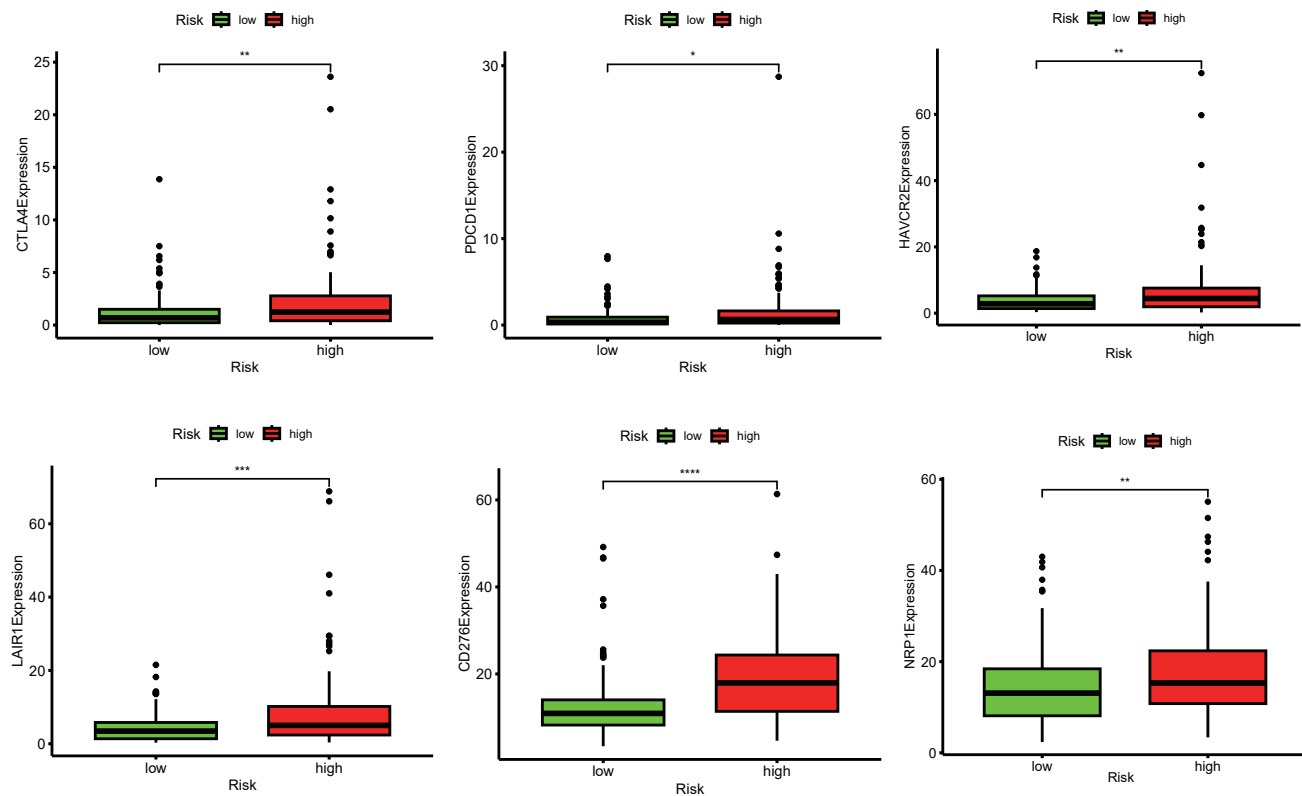 Risk low high
**
CTLA4Expression
25
20
15
10
5
0
low high
Risk
Risk low high
*
PDCD1Expression
30
20
10
0
low high
Risk
Risk low high
**
HAVCR2Expression
60
40
20
0
low high
Risk
Risk low high
***
LAIR1Expression
60
40
20
0
low high
Risk
Risk low high
****
CD276Expression
60
40
20
low high
Risk
Risk low high
**
NRP1Expression
60
40
20
0
low high
Risk